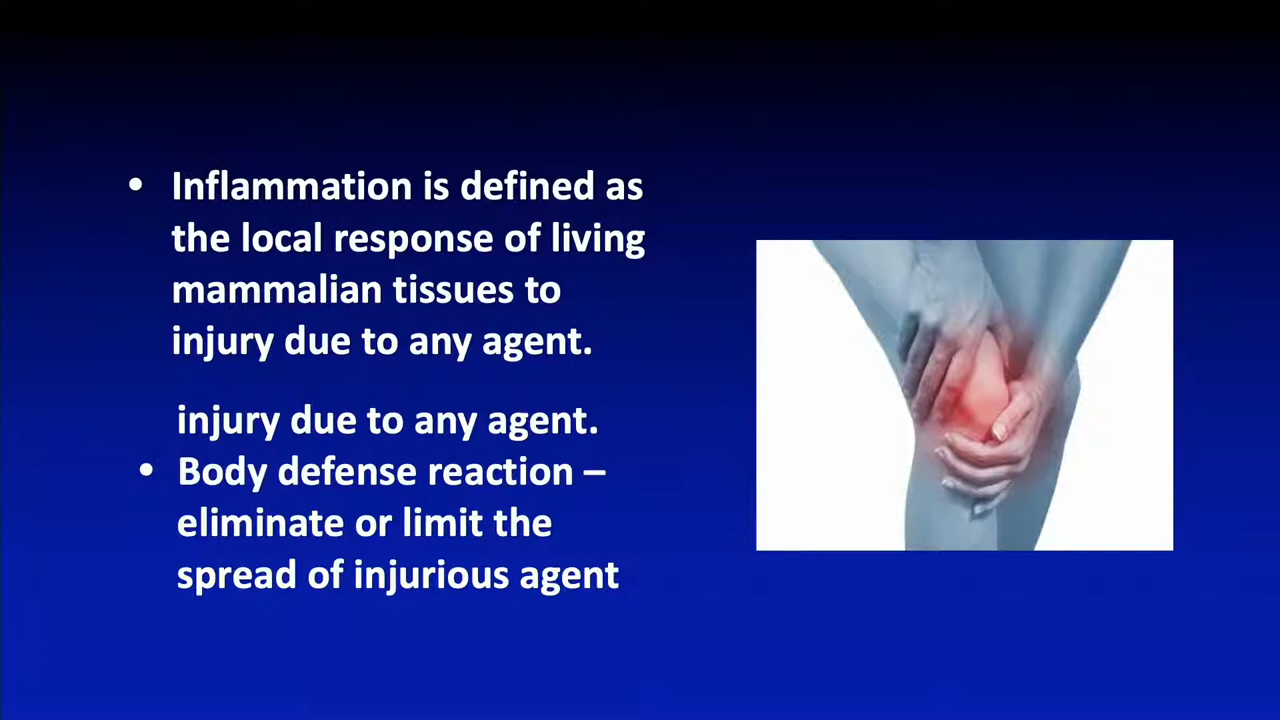 • Inflammation is defined as
the local response of living
mammalian tissues to
injury due to any agent.
injury due to any agent.
• Body defense reaction –
eliminate or limit the
spread of injurious agent